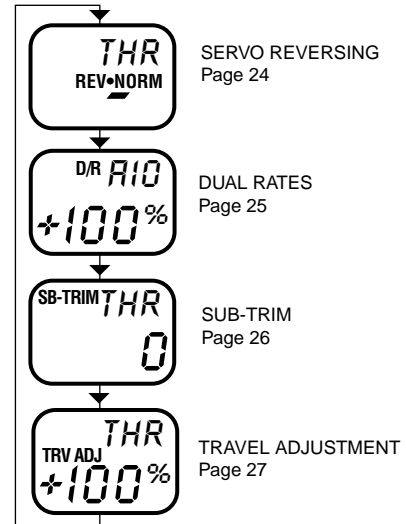 THR
REV•NORM
SERVO REVERSING
Page 24
D/R AI0
+100%
DUAL RATES
Page 25
SB-TRIM THR
0
SUB-TRIM
Page 26
THR
TRV ADJ
+100%
TRAVEL ADJUSTMENT
Page 27